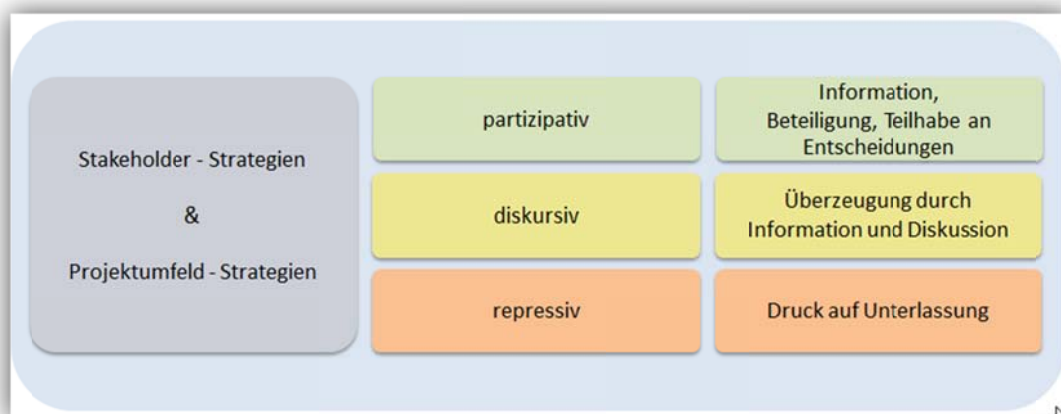 Stakeholder - Strategien
&
Projektumfeld - Strategien
partizipativ
Information,
Beteiligung, Teilhabe an
Entscheidungen
diskursiv
Überzeugung durch
Information und Diskussion
repressiv
Druck auf Unterlassung